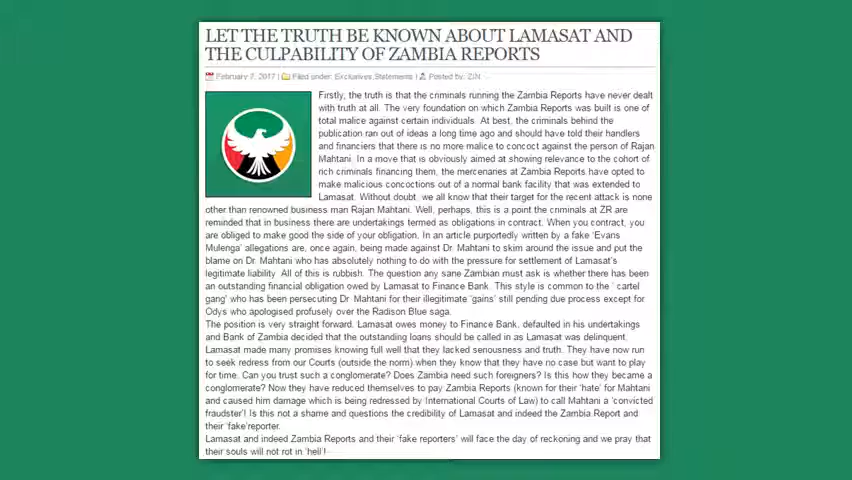 LET THE TRUTH BE KNOWN ABOUT LAMASAT AND
THE CULPABILITY OF ZAMBIA REPORTS
February 7, 2017 | Filed under: Exclusives,Statements | Posted by: ZJN
Firstly, the truth is that the criminals running the Zambia Reports have never dealt
with truth at all. The very foundation on which Zambia Reports was built is one of
total malice against certain individuals. At best, the criminals behind the
publication ran out of ideas a long time ago and should have told their handlers
and financiers that there is no more malice to concoct against the person of Rajan
Mahtani. In a move that is obviously aimed at showing relevance to the cohort of
rich criminals financing them, the mercenaries at Zambia Reports have opted to
make malicious concoctions out of a normal bank facility that was extended to
Lamasat. Without doubt, we all know that their target for the recent attack is none
other than renowned business man Rajan Mahtani. Well, perhaps, this is a point the criminals at ZR are
reminded that in business there are undertakings termed as obligations in contract. When you contract, you
are obliged to make good the side of your obligation. In an article purportedly written by a fake 'Evans
Mulenga' allegations are, once again, being made against Dr. Mahtani to skim around the issue and put the
blame on Dr. Mahtani who has absolutely nothing to do with the pressure for settlement of Lamasat's
legitimate liability. All of this is rubbish. The question any sane Zambian must ask is whether there has been
an outstanding financial obligation owed by Lamasat to Finance Bank. This style is common to the ' cartel
gang' who has been persecuting Dr. Mahtani for their illegitimate 'gains' still pending due process except for
Odys who apologised profusely over the Radison Blue saga.
The position is very straight forward. Lamasat owes money to Finance Bank, defaulted in his undertakings
and Bank of Zambia decided that the outstanding loans should be called in as Lamasat was delinquent.
Lamasat made many promises knowing full well that they lacked seriousness and truth. They have now run
to seek redress from our Courts (outside the norm) when they know that they have no case but want to play
for time. Can you trust such a conglomerate? Does Zambia need such foreigners? Is this how they became a
conglomerate? Now they have reduced themselves to pay Zambia Reports (known for their 'hate' for Mahtani
and caused him damage which is being redressed by International Courts of Law) to call Mahtani a 'convicted
fraudster'! Is this not a shame and questions the credibility of Lamasat and indeed the Zambia Report and
their 'fake'reporter.
Lamasat and indeed Zambia Reports and their 'fake reporters' will face the day of reckoning and we pray that
their souls will not rot in 'hell'!